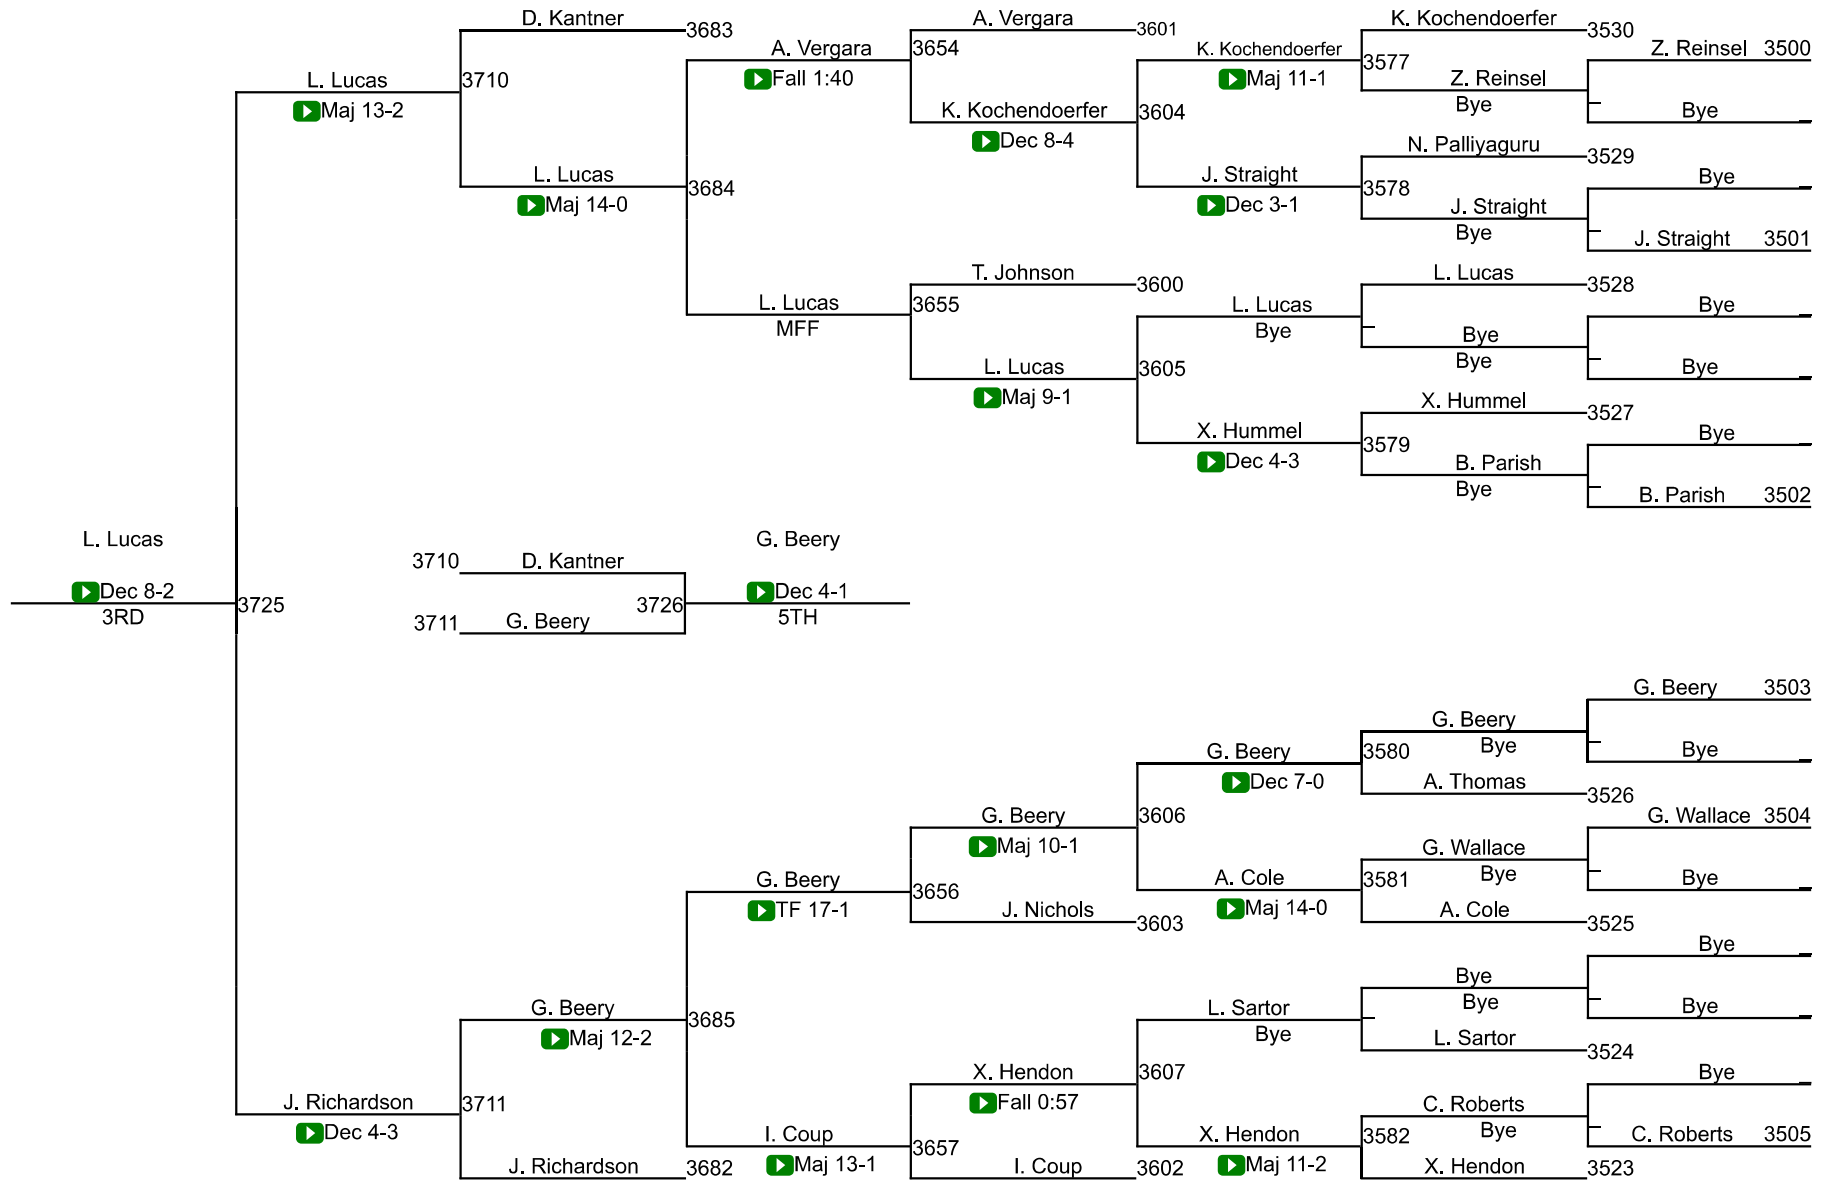 D. Kantner
A. Vergara
K. Kochendoerfer
3683
3601
3530
A. Vergara
3654
K. Kochendoerfer
Z. Reinsel 3500
L. Lucas
3710
Fall 1:40
Maj 11-1
3577
Z. Reinsel
Maj 13-2
K. Kochendoerfer
3604
Bye
Bye
Dec 8-4
N. Palliyaguru
3529
L. Lucas
3684
J. Straight
3578
Bye
Maj 14-0
Dec 3-1
J. Straight
Bye
J. Straight 3501
T. Johnson
3600
L. Lucas
3528
L. Lucas
3655
L. Lucas
Bye
MFF
Bye
Bye
L. Lucas
3605
Bye
Bye
Maj 9-1
X. Hummel
3527
X. Hummel
3579
Bye
Dec 4-3
B. Parish
Bye
B. Parish 3502
L. Lucas
G. Beery
3710
D. Kantner
Dec 8-2
3725
3726
Dec 4-1
3RD
3711
G. Beery
5TH
G. Beery 3503
G. Beery
G. Beery
3580
Bye
Bye
Dec 7-0
A. Thomas
3526
G. Beery
3606
G. Wallace 3504
Maj 10-1
G. Wallace
G. Beery
3656
A. Cole
3581
Bye
Bye
TF 17-1
J. Nichols
3603
Maj 14-0
A. Cole
3525
Bye
Bye
G. Beery
3685
L. Sartor
Bye
Bye
Maj 12-2
Bye
L. Sartor
3524
X. Hendon
3607
Bye
J. Richardson
3711
Fall 0:57
C. Roberts
Dec 4-3
I. Coup
3657
X. Hendon
3582
Bye
C. Roberts 3505
J. Richardson
3682
Maj 13-1
I. Coup
3602
Maj 11-2
X. Hendon
3523